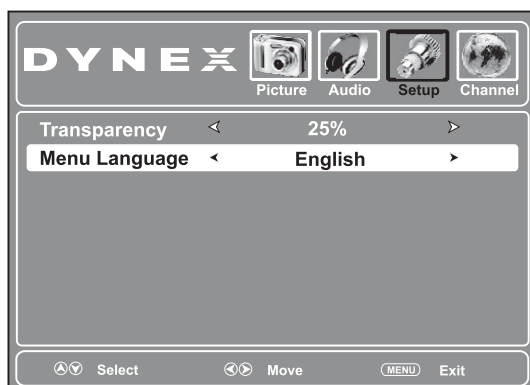 DYNEX
Picture Audio Setup Channel
Transparency 25%
Menu Language English
Select Move MENU Exit